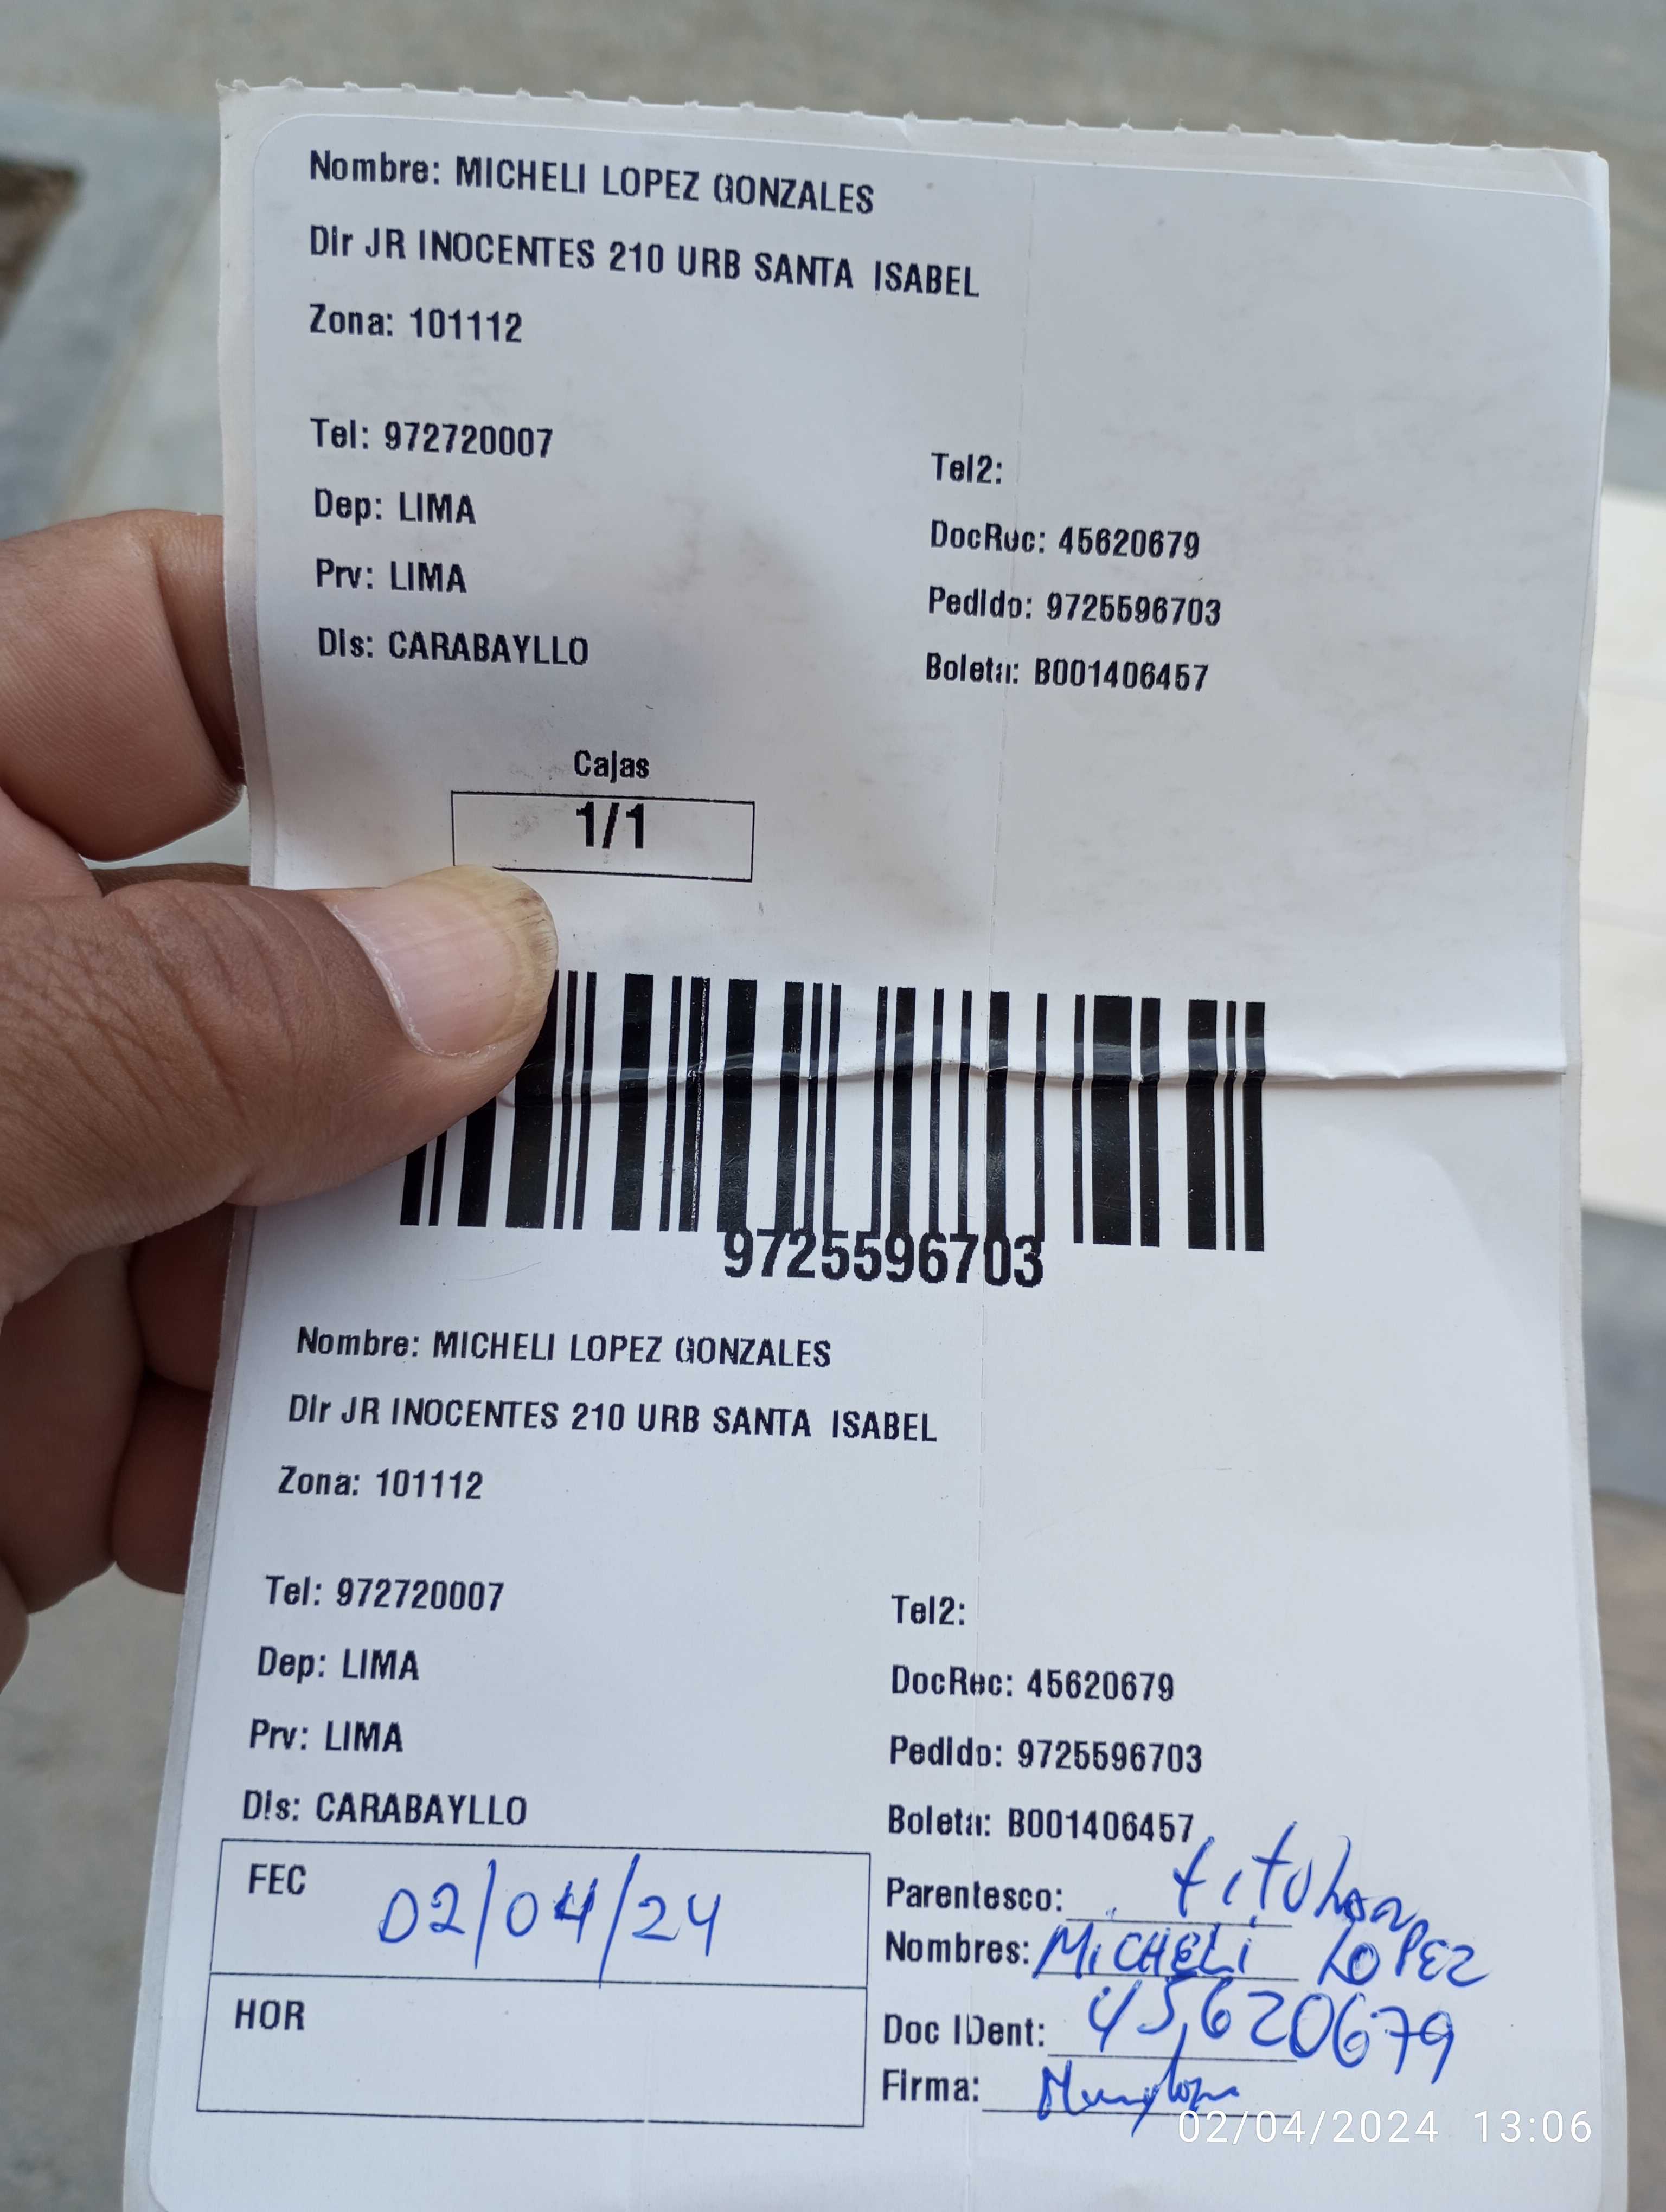 Nombre: MICHELI LOPEZ GONZALES
Dir JR INOCENTES 210 URB SANTA ISABEL
Zona: 101112
Tel: 972720007
Tel2:
Dep: LIMA
DocRec: 45620679
Prv: LIMA
Pedido: 9725596703
Dis: CARABAYLLO
Boleta: B001406457
Cajas
1/1
9725596703
Nombre: MICHELI LOPEZ GONZALES
Dir JR INOCENTES 210 URB SANTA ISABEL
Zona: 101112
Tel: 972720007
Tel2:
Dep: LIMA
DocRec: 45620679
Prv: LIMA
Pedido: 9725596703
Dis: CARABAYLLO
Boleta: B001406457
FEC 02/04/24
HOR
Parentesco: titular
Nombres: MICHELI LOPEZ
Doc IDent: 45620679
Firma:
02/04/2024 13:06